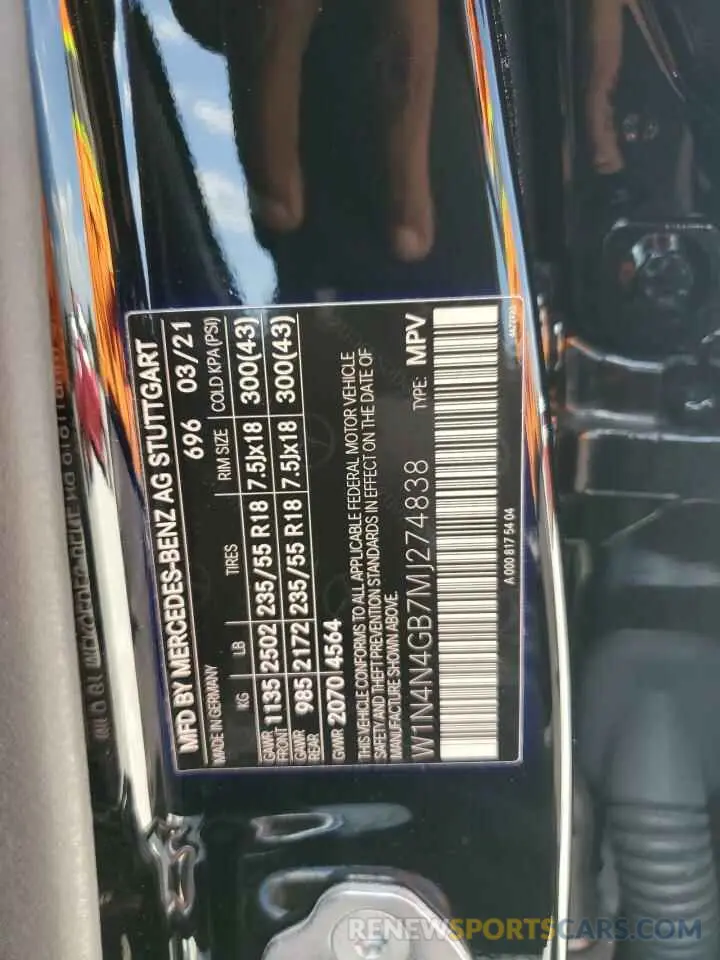 MFD BY MERCEDES-BENZ AG STUTTGART
MADE IN GERMANY 696 03/21
KG LB TIRES RIM SIZE COLD KPA (PSI)
GAWR FRONT 1135 2502 235/55 R18 7.5Jx18 300(43)
GAWR REAR 985 2172 235/55 R18 7.5Jx18 300(43)
GVWR 2070 4564
THIS VEHICLE CONFORMS TO ALL APPLICABLE FEDERAL MOTOR VEHICLE
SAFETY AND THEFT PREVENTION STANDARDS IN EFFECT ON THE DATE OF
MANUFACTURE SHOWN ABOVE.
W1N4N4GB7MJ274838 TYPE: MPV
A 000 817 54 04
RENEWSPORTSCARS.COM